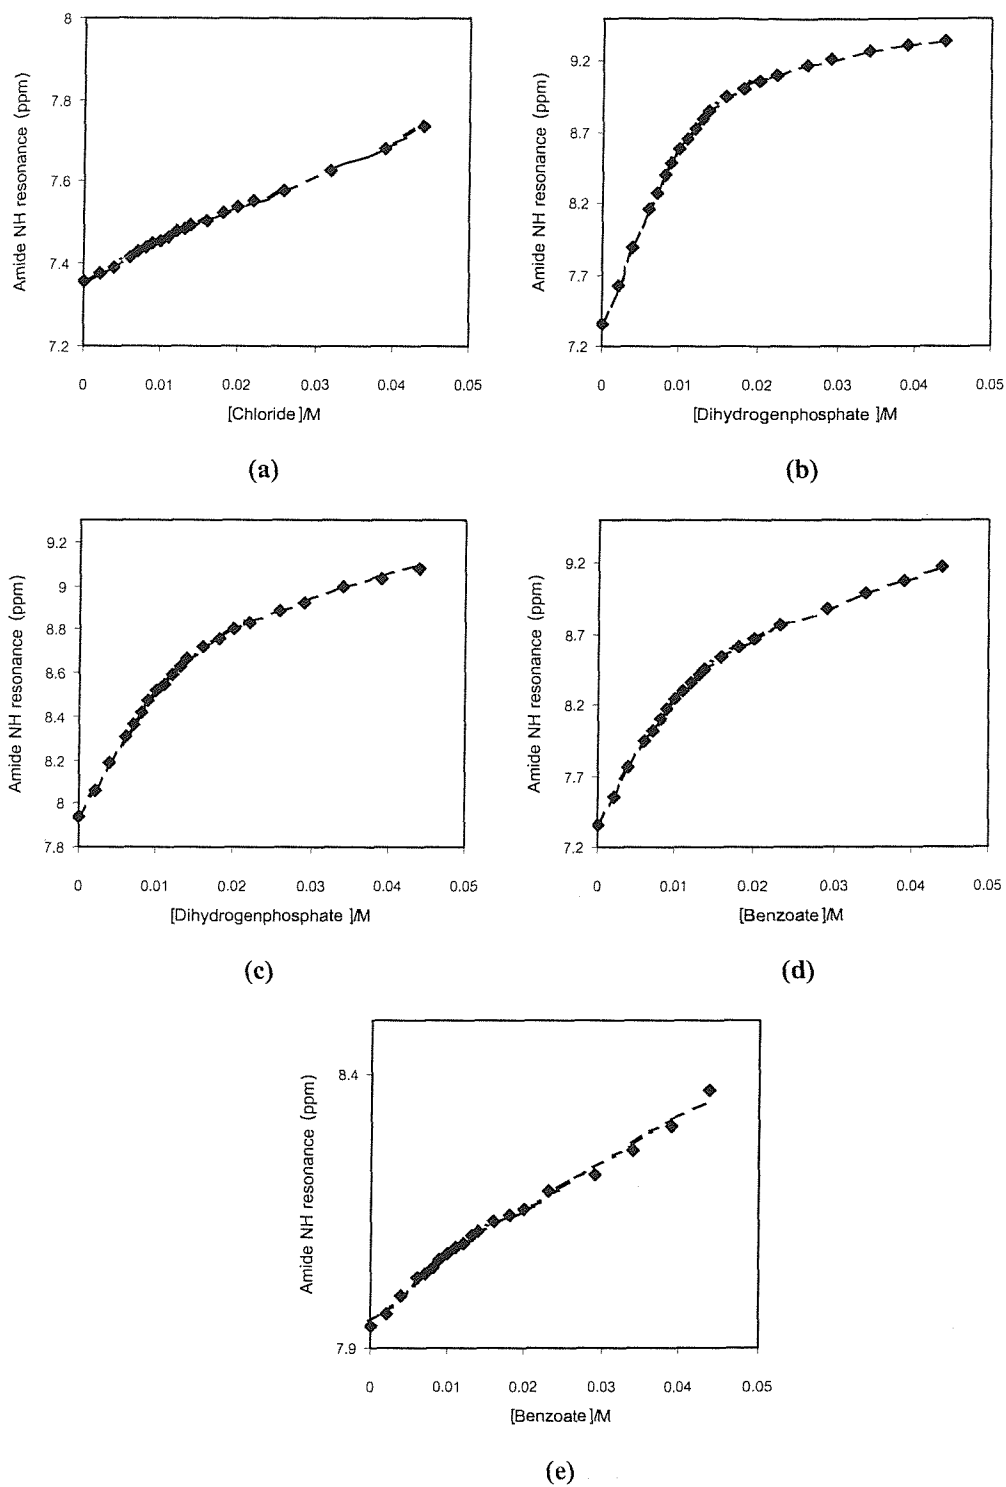 8
7.8
7.6
7.4
7.2
Amide NH resonance (ppm)
0 0.01 0.02 0.03 0.04 0.05
[Chloride]/M
(a)
9.2
8.7
8.2
7.7
7.2
Amide NH resonance (ppm)
0 0.01 0.02 0.03 0.04 0.05
[Dihydrogenphosphate ]/M
(b)
9.2
9
8.8
8.6
8.4
8.2
8
7.8
Amide NH resonance (ppm)
0 0.01 0.02 0.03 0.04 0.05
[Dihydrogenphosphate ]/M
(c)
9.2
8.7
8.2
7.7
7.2
Amide NH resonance (ppm)
0 0.01 0.02 0.03 0.04 0.05
[Benzoate]/M
(d)
8.4
7.9
Amide NH resonance (ppm)
0 0.01 0.02 0.03 0.04 0.05
[Benzoate]/M
(e)